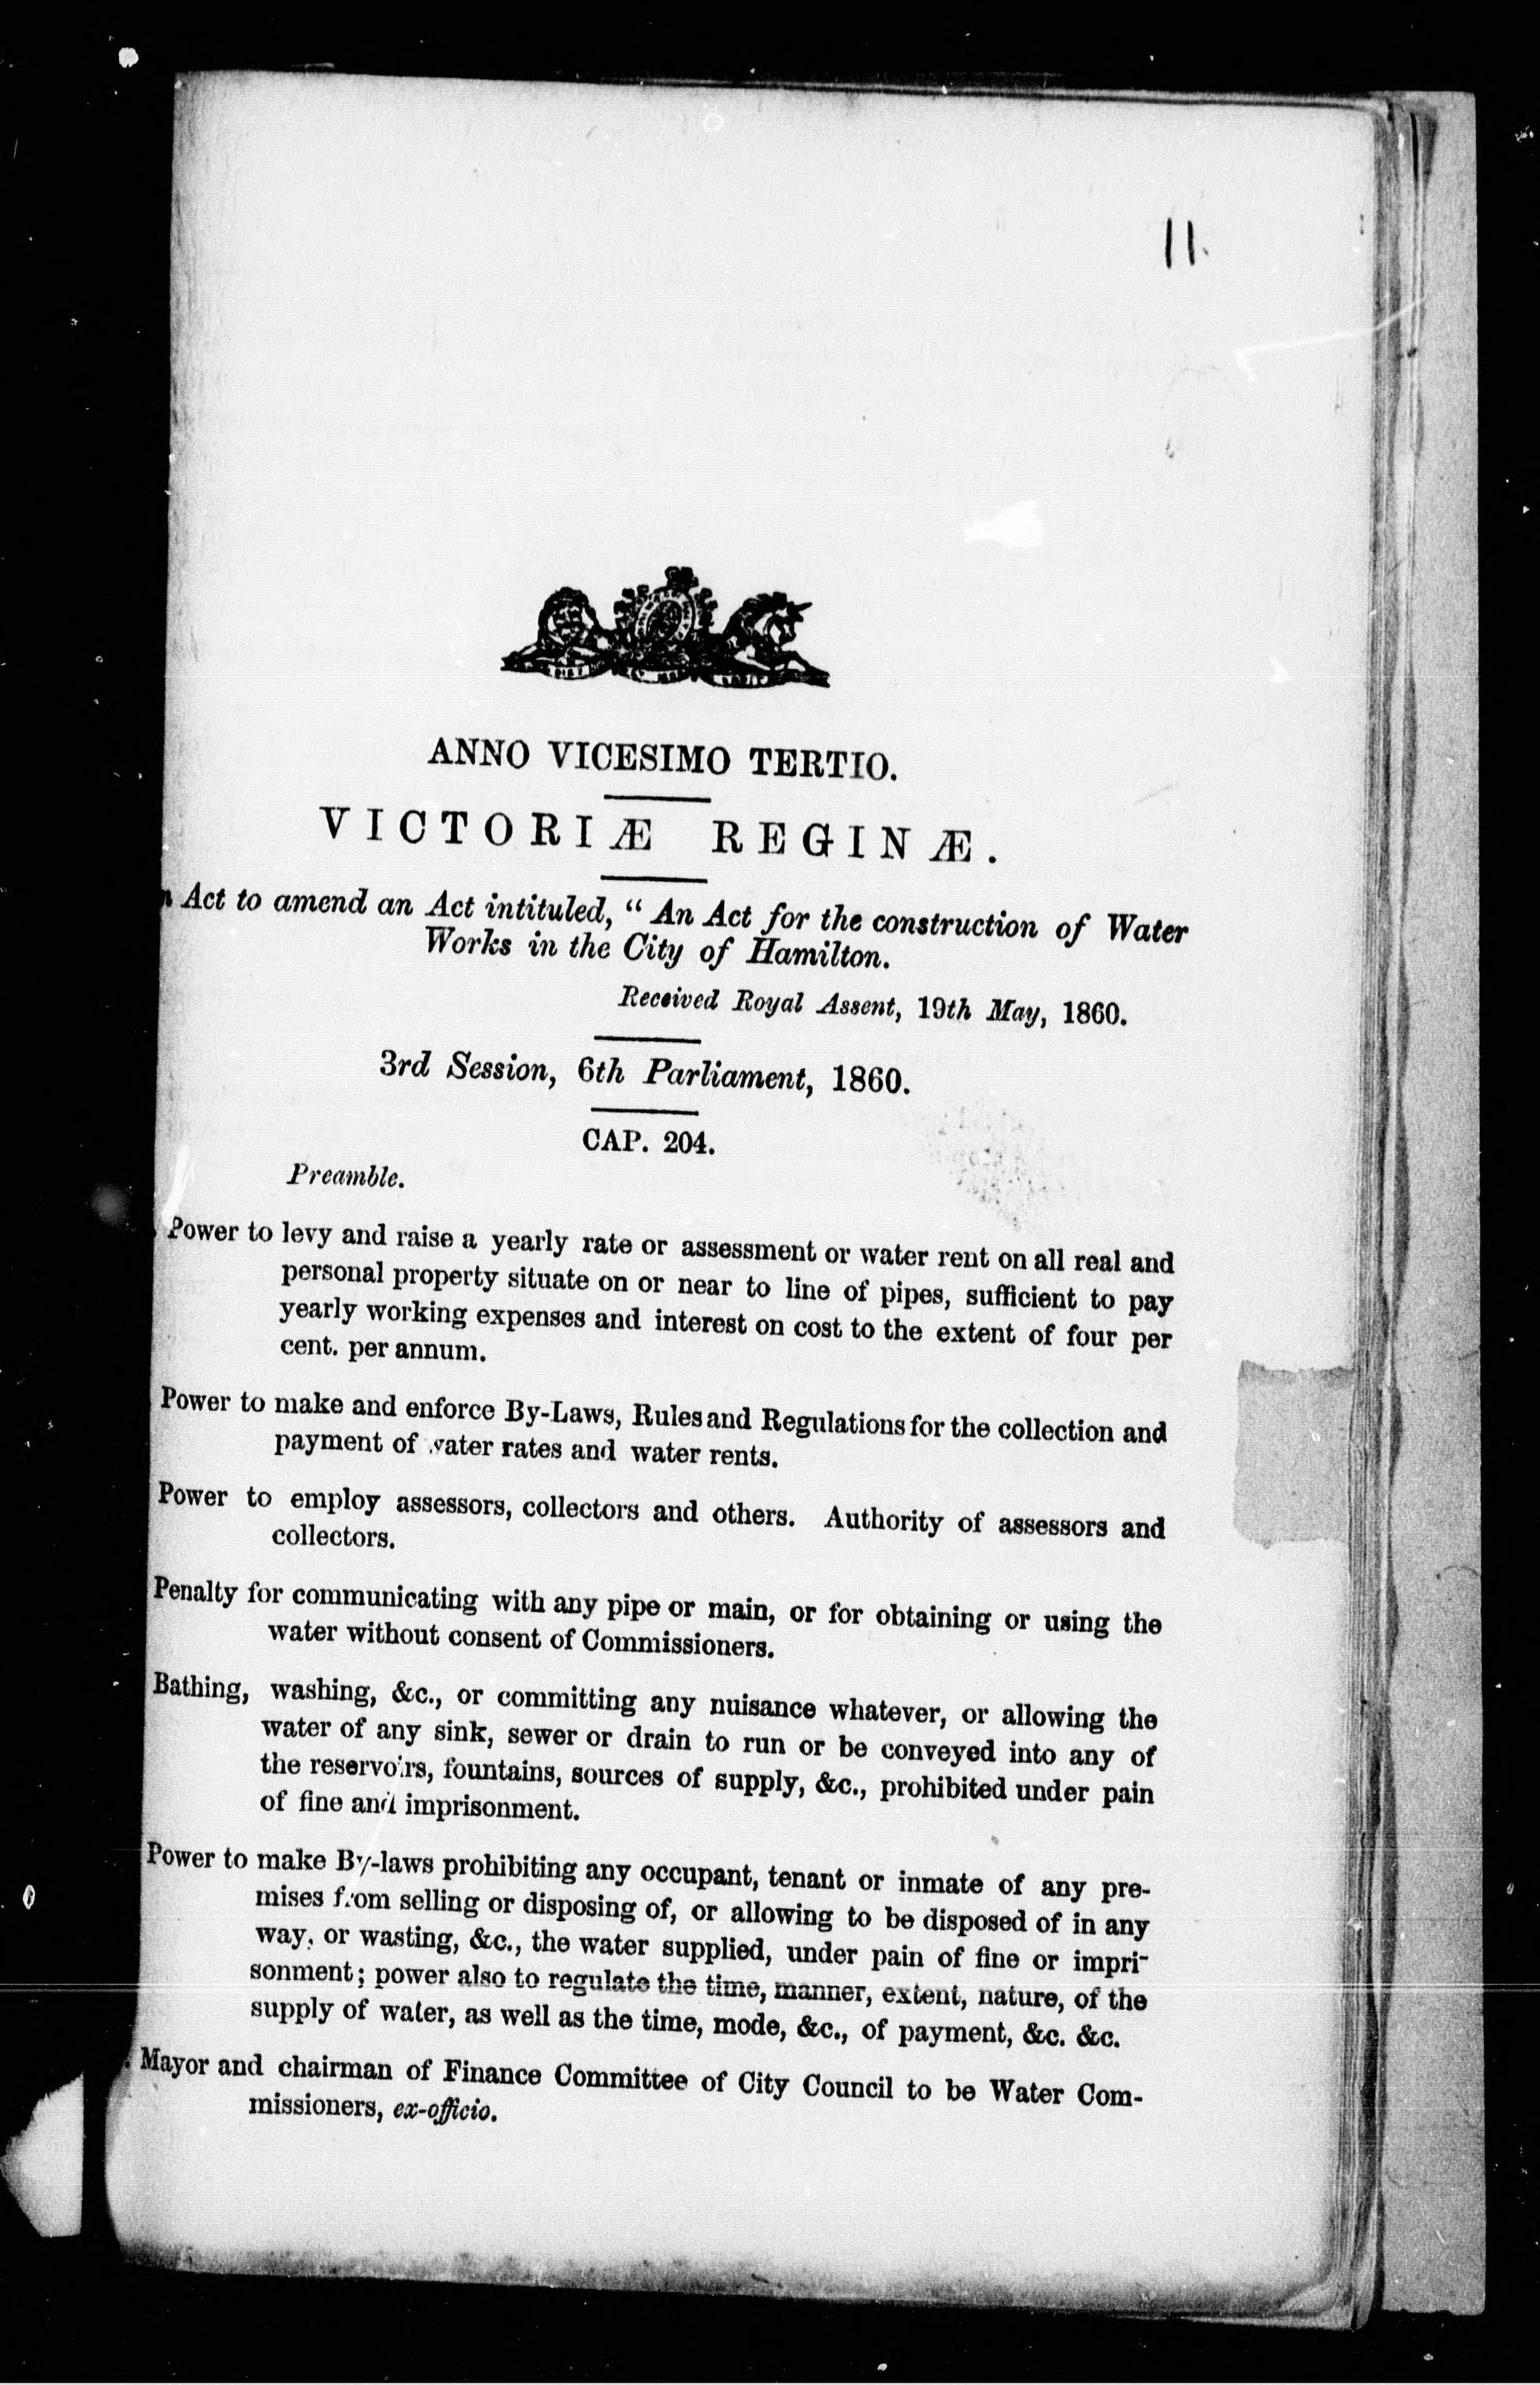 11.
ANNO VICESIMO TERTIO.
VICTORIÆ REGINÆ.
n Act to amend an Act intituled, “ An Act for the construction of Water
Works in the City of Hamilton.
Received Royal Assent, 19th May, 1860.
3rd Session, 6th Parliament, 1860.
CAP. 204.
Preamble.
Power to levy and raise a yearly rate or assessment or water rent on all real and
personal property situate on or near to line of pipes, sufficient to pay
yearly working expenses and interest on cost to the extent of four per
cent. per annum.
Power to make and enforce By-Laws, Rules and Regulations for the collection and
payment of water rates and water rents.
Power to employ assessors, collectors and others. Authority of assessors and
collectors.
Penalty for communicating with any pipe or main, or for obtaining or using the
water without consent of Commissioners.
Bathing, washing, &c., or committing any nuisance whatever, or allowing the
water of any sink, sewer or drain to run or be conveyed into any of
the reservoirs, fountains, sources of supply, &c., prohibited under pain
of fine and imprisonment.
Power to make By-laws prohibiting any occupant, tenant or inmate of any pre-
mises from selling or disposing of, or allowing to be disposed of in any
way, or wasting, &c., the water supplied, under pain of fine or impri-
sonment; power also to regulate the time, manner, extent, nature, of the
supply of water, as well as the time, mode, &c., of payment, &c. &c.
Mayor and chairman of Finance Committee of City Council to be Water Com-
missioners, ex-officio.